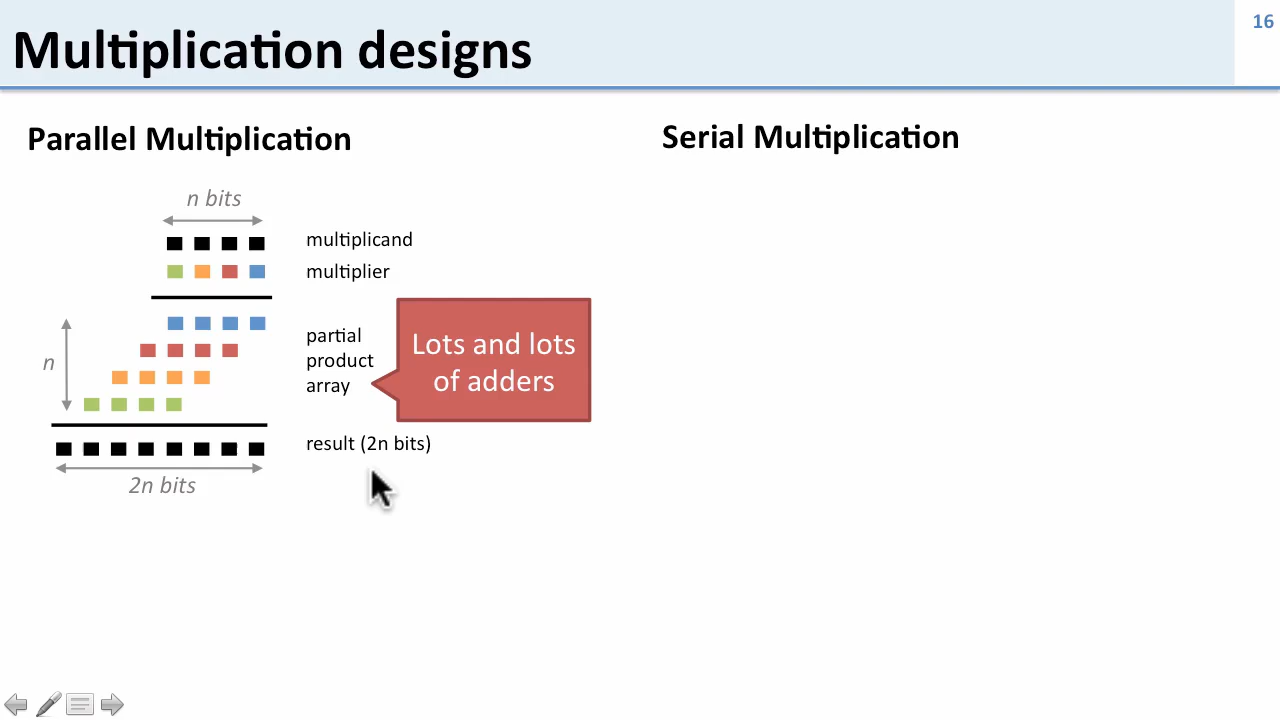 16
Multiplication designs
Parallel Multiplication
Serial Multiplication
n bits
multiplicand
multiplier
n
partial
product
array
Lots and lots
of adders
result (2n bits)
2n bits